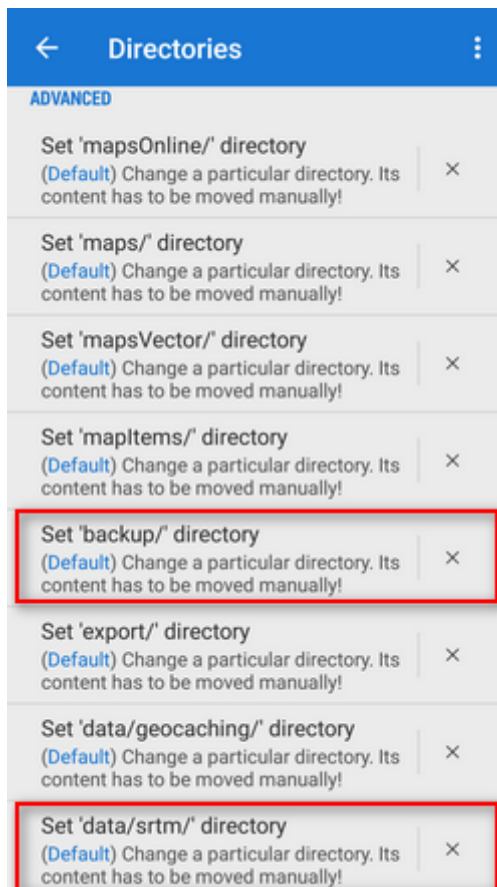 Directories
ADVANCED
Set 'mapsOnline/' directory
(Default) Change a particular directory. Its
content has to be moved manually!
Set 'maps/' directory
(Default) Change a particular directory. Its
content has to be moved manually!
Set 'mapsVector/' directory
(Default) Change a particular directory. Its
content has to be moved manually!
Set 'mapItems/' directory
(Default) Change a particular directory. Its
content has to be moved manually!
Set 'backup/' directory
(Default) Change a particular directory. Its
content has to be moved manually!
Set 'export/' directory
(Default) Change a particular directory. Its
content has to be moved manually!
Set 'data/geocaching/' directory
(Default) Change a particular directory. Its
content has to be moved manually!
Set 'data/srtm/' directory
(Default) Change a particular directory. Its
content has to be moved manually!